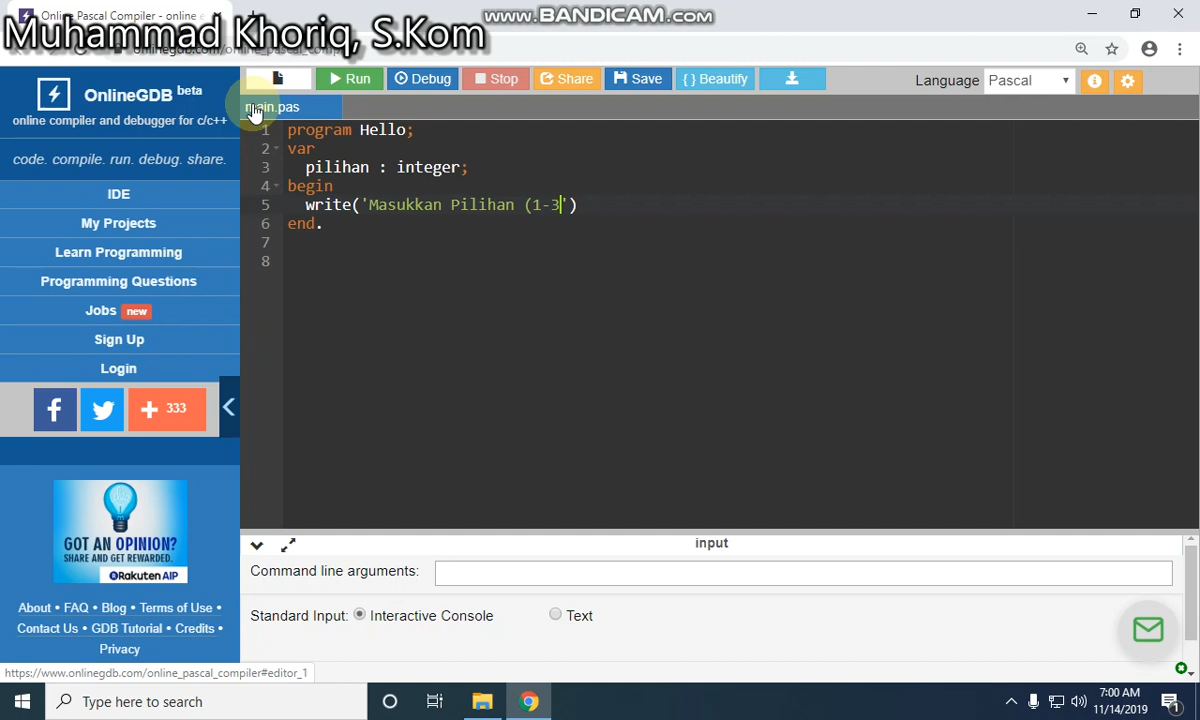 Online Pascal Compiler - online e
www.BANDICAM.com
Muhammad Khoriq, S.Kom
onlinegdb.com/online_pascal_comp
OnlineGDB beta
online compiler and debugger for c/c++
code. compile. run. debug. share.
IDE
My Projects
Learn Programming
Programming Questions
Jobs new
Sign Up
Login
333
GOT AN OPINION?
SHARE AND GET REWARDED.
Rakuten AIP
About • FAQ • Blog • Terms of Use •
Contact Us • GDB Tutorial • Credits •
Privacy
Run Debug Stop Share Save { } Beautify
Language Pascal
main.pas
1 program Hello;
2 var
3 pilihan : integer;
4 begin
5 write('Masukkan Pilihan (1-3')
6 end.
7
8
input
Command line arguments:
Standard Input: Interactive Console Text
https://www.onlinegdb.com/online_pascal_compiler#editor_1
Type here to search
7:00 AM
11/14/2019
1